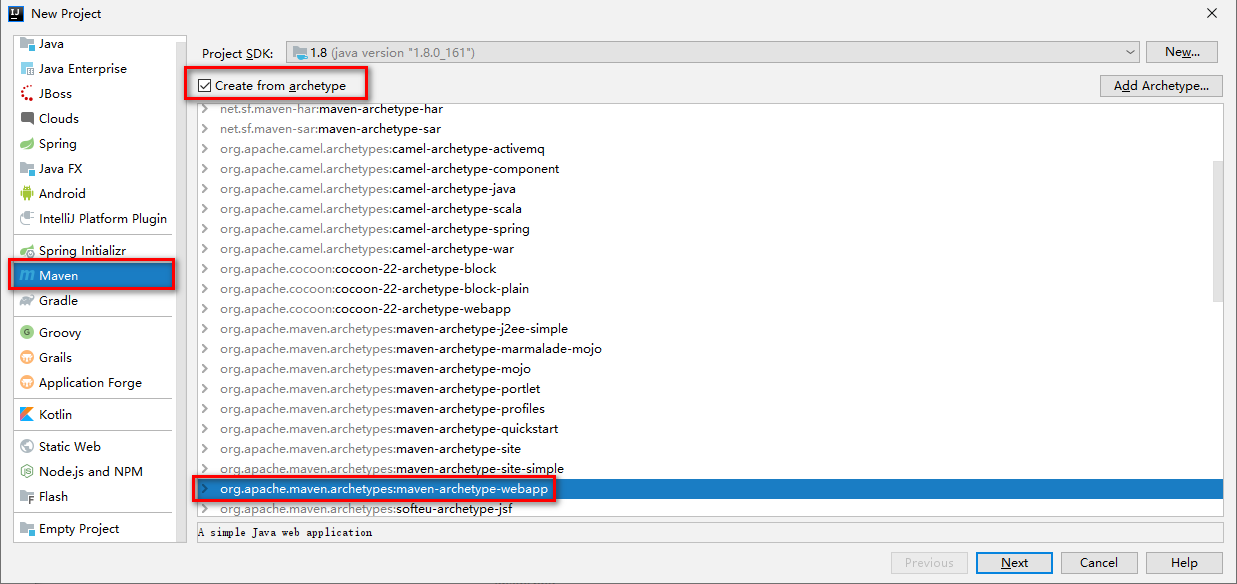 New Project
Java
Java Enterprise
JBoss
Clouds
Spring
Java FX
Android
IntelliJ Platform Plugin
Spring Initializr
Maven
Gradle
Groovy
Grails
Application Forge
Kotlin
Static Web
Node.js and NPM
Flash
Empty Project
Project SDK: 1.8 (java version "1.8.0_161") New...
Create from archetype Add Archetype...
net.sf.maven-har:maven-archetype-har
net.sf.maven-sar:maven-archetype-sar
org.apache.camel.archetypes:camel-archetype-activemq
org.apache.camel.archetypes:camel-archetype-component
org.apache.camel.archetypes:camel-archetype-java
org.apache.camel.archetypes:camel-archetype-scala
org.apache.camel.archetypes:camel-archetype-spring
org.apache.camel.archetypes:camel-archetype-war
org.apache.cocoon:cocoon-22-archetype-block
org.apache.cocoon:cocoon-22-archetype-block-plain
org.apache.cocoon:cocoon-22-archetype-webapp
org.apache.maven.archetypes:maven-archetype-j2ee-simple
org.apache.maven.archetypes:maven-archetype-marmalade-mojo
org.apache.maven.archetypes:maven-archetype-mojo
org.apache.maven.archetypes:maven-archetype-portlet
org.apache.maven.archetypes:maven-archetype-profiles
org.apache.maven.archetypes:maven-archetype-quickstart
org.apache.maven.archetypes:maven-archetype-site
org.apache.maven.archetypes:maven-archetype-site-simple
org.apache.maven.archetypes:maven-archetype-webapp
org.apache.maven.archetypes:softeu-archetype-jsf
A simple Java web application
Previous Next Cancel Help